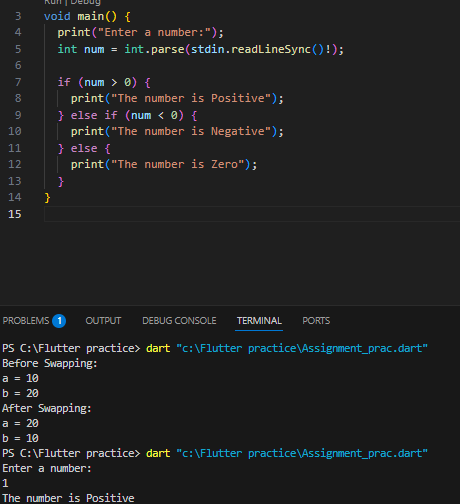 Run | Debug
3 void main() {
4   print("Enter a number:");
5   int num = int.parse(stdin.readLineSync()!);
6
7   if (num > 0) {
8     print("The number is Positive");
9   } else if (num < 0) {
10     print("The number is Negative");
11   } else {
12     print("The number is Zero");
13   }
14 }
15
PROBLEMS 1 OUTPUT DEBUG CONSOLE TERMINAL PORTS
PS C:\Flutter practice> dart "c:\Flutter practice\Assignment_prac.dart"
Before Swapping:
a = 10
b = 20
After Swapping:
a = 20
b = 10
PS C:\Flutter practice> dart "c:\Flutter practice\Assignment_prac.dart"
Enter a number:
1
The number is Positive